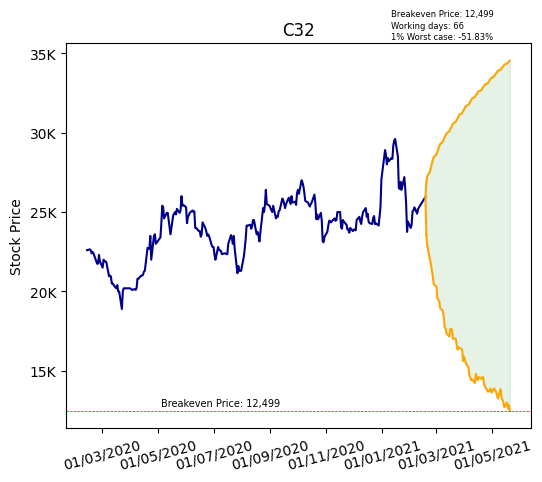 Breakeven Price: 12,499
Working days: 66
1% Worst case: -51.83%
C32
35K
30K
25K
20K
15K
Stock Price
Breakeven Price: 12,499
01/03/2020
01/05/2020
01/07/2020
01/09/2020
01/11/2020
01/01/2021
01/03/2021
01/05/2021